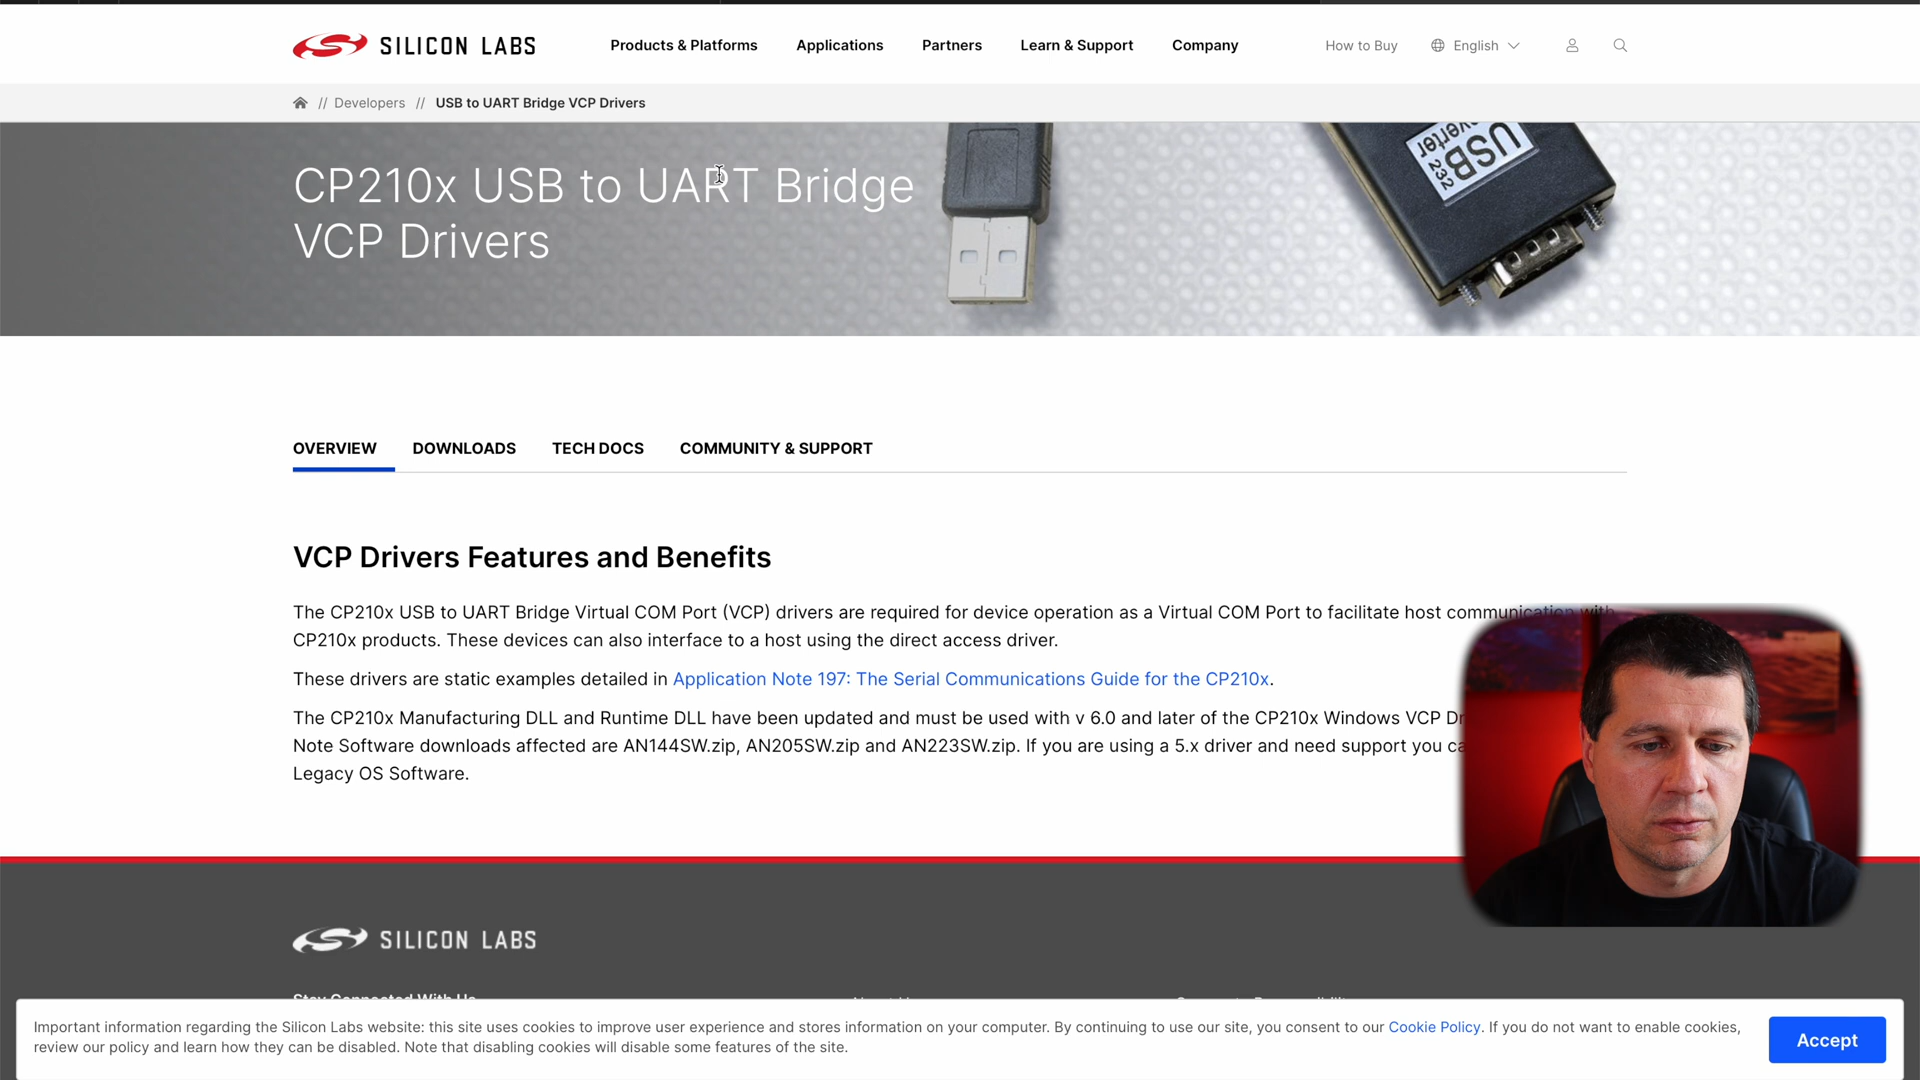 SILICON LABS
Products & Platforms
Applications
Partners
Learn & Support
Company
How to Buy
English
// Developers // USB to UART Bridge VCP Drivers
CP210x USB to UART Bridge
VCP Drivers
USB
232
OVERVIEW
DOWNLOADS
TECH DOCS
COMMUNITY & SUPPORT
VCP Drivers Features and Benefits
The CP210x USB to UART Bridge Virtual COM Port (VCP) drivers are required for device operation as a Virtual COM Port to facilitate host communication with
CP210x products. These devices can also interface to a host using the direct access driver.
These drivers are static examples detailed in Application Note 197: The Serial Communications Guide for the CP210x.
The CP210x Manufacturing DLL and Runtime DLL have been updated and must be used with v 6.0 and later of the CP210x Windows VCP
Note Software downloads affected are AN144SW.zip, AN205SW.zip and AN223SW.zip. If you are using a 5.x driver and need support you
Legacy OS Software.
SILICON LABS
Stay Connected With Us
Important information regarding the Silicon Labs website: this site uses cookies to improve user experience and stores information on your computer. By continuing to use our site, you consent to our Cookie Policy. If you do not want to enable cookies,
review our policy and learn how they can be disabled. Note that disabling cookies will disable some features of the site.
Accept